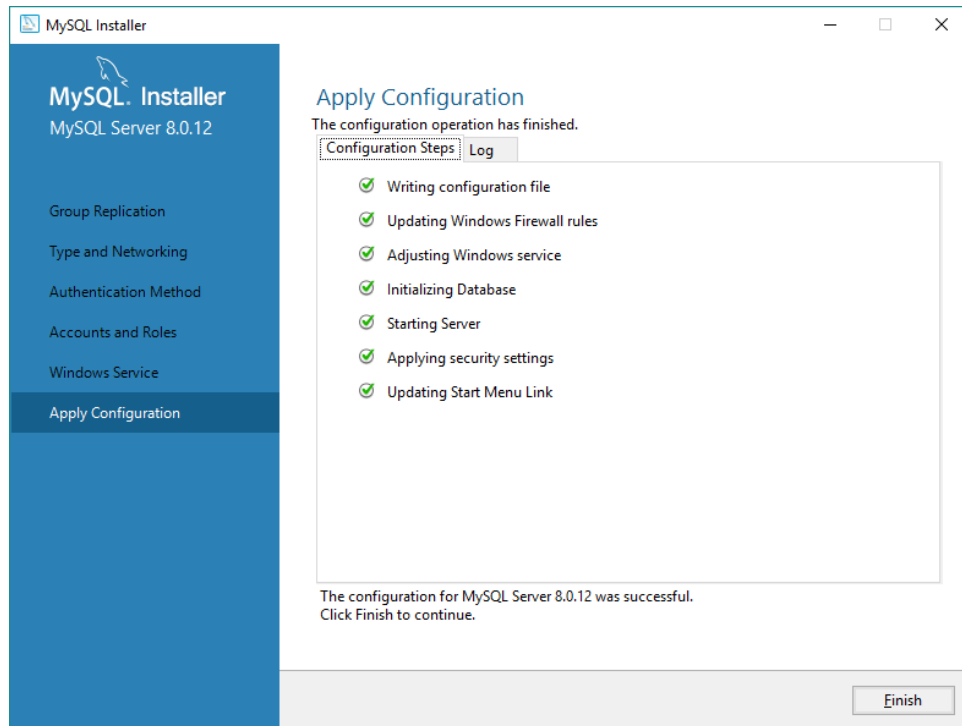 MySQL Installer
MySQL. Installer
MySQL Server 8.0.12
Group Replication
Type and Networking
Authentication Method
Accounts and Roles
Windows Service
Apply Configuration
Apply Configuration
The configuration operation has finished.
Configuration Steps Log
Writing configuration file
Updating Windows Firewall rules
Adjusting Windows service
Initializing Database
Starting Server
Applying security settings
Updating Start Menu Link
The configuration for MySQL Server 8.0.12 was successful.
Click Finish to continue.
Finish